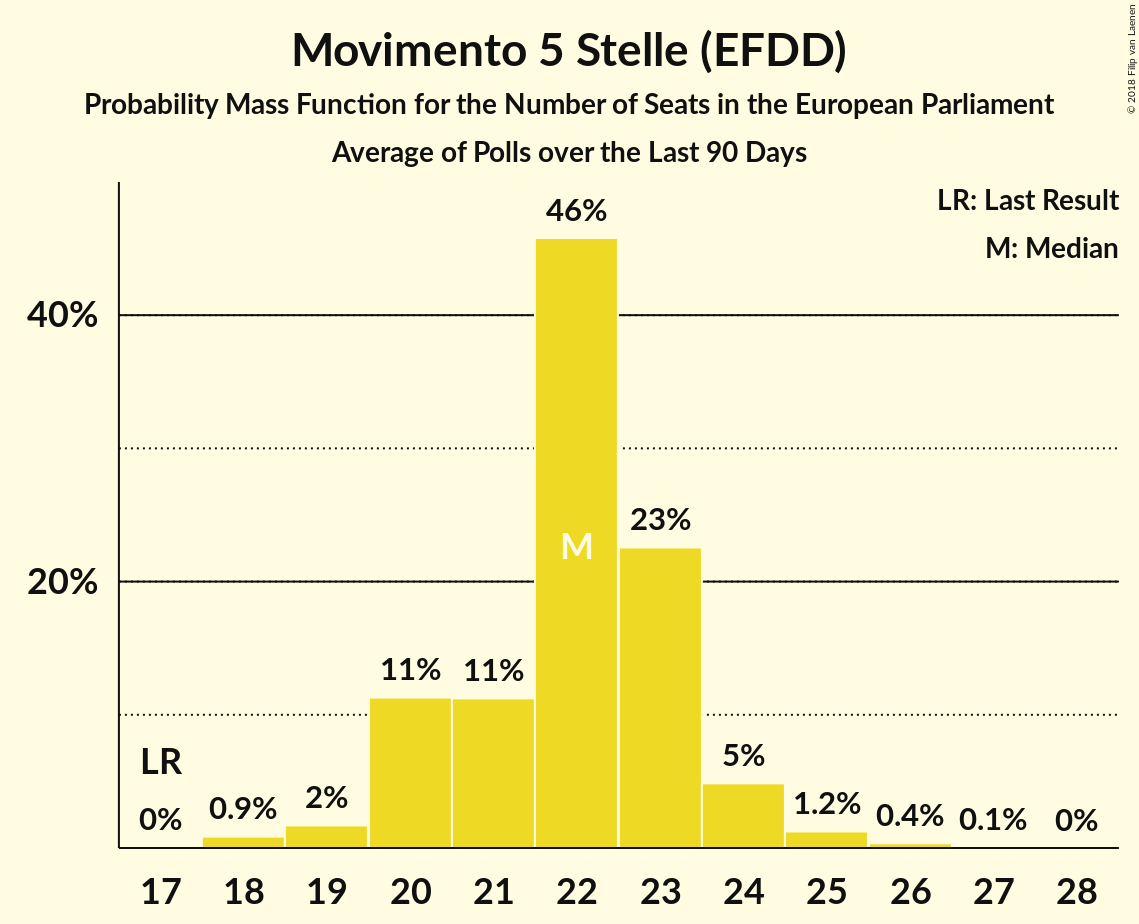 Movimento 5 Stelle (EFDD)
Probability Mass Function for the Number of Seats in the European Parliament
Average of Polls over the Last 90 Days
© 2018 Filip van Laenen
LR: Last Result
M: Median
46%
40%
23%
M
20%
11% 11%
5%
LR
0% 0.9% 2% 1.2% 0.4% 0.1% 0%
17 18 19 20 21 22 23 24 25 26 27 28